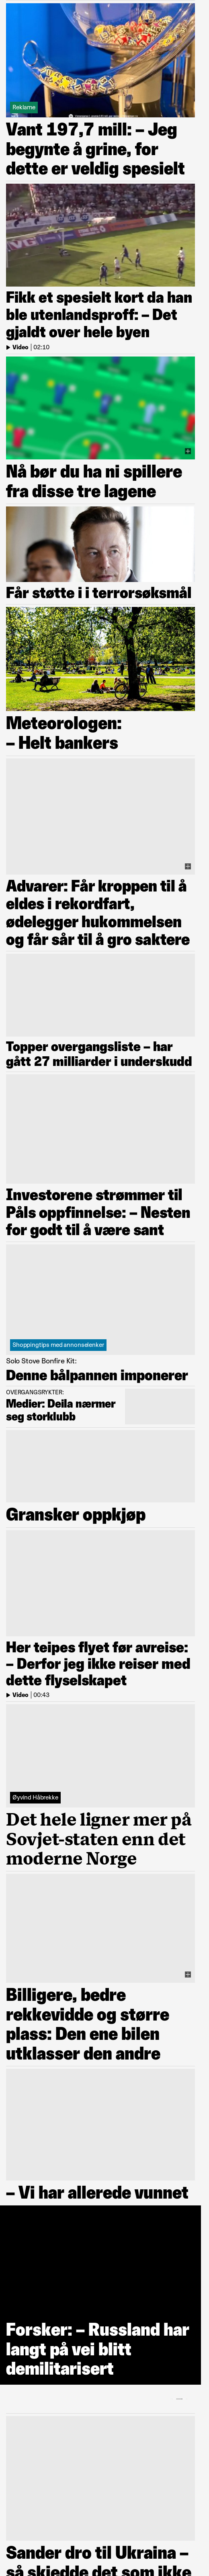 Reklame
Vant 197,7 mill: – Jeg
begynte å grine, for
dette er veldig spesielt
Fikk et spesielt kort da han
ble utenlandsproff: – Det
gjaldt over hele byen
Video | 02:10
Nå bør du ha ni spillere
fra disse tre lagene
Får støtte i i terrorsøksmål
Meteorologen:
– Helt bankers
Advarer: Får kroppen til å
eldes i rekordfart,
ødelegger hukommelsen
og får sår til å gro saktere
Topper overgangsliste – har
gått 27 milliarder i underskudd
Investorene strømmer til
Påls oppfinnelse: – Nesten
for godt til å være sant
Shoppingtips med annonselenker
Solo Stove Bonfire Kit:
Denne bålpannen imponerer
OVERGANGSRYKTER:
Medier: Deila nærmer
seg storklubb
Gransker oppkjøp
Her teipes flyet før avreise:
– Derfor jeg ikke reiser med
dette flyselskapet
Video | 00:43
Øyvind Håbrekke
Det hele ligner mer på
Sovjet-staten enn det
moderne Norge
Billigere, bedre
rekkevidde og større
plass: Den ene bilen
utklasser den andre
– Vi har allerede vunnet
Forsker: – Russland har
langt på vei blitt
demilitarisert
Sander dro til Ukraina –
så skjedde det som ikke